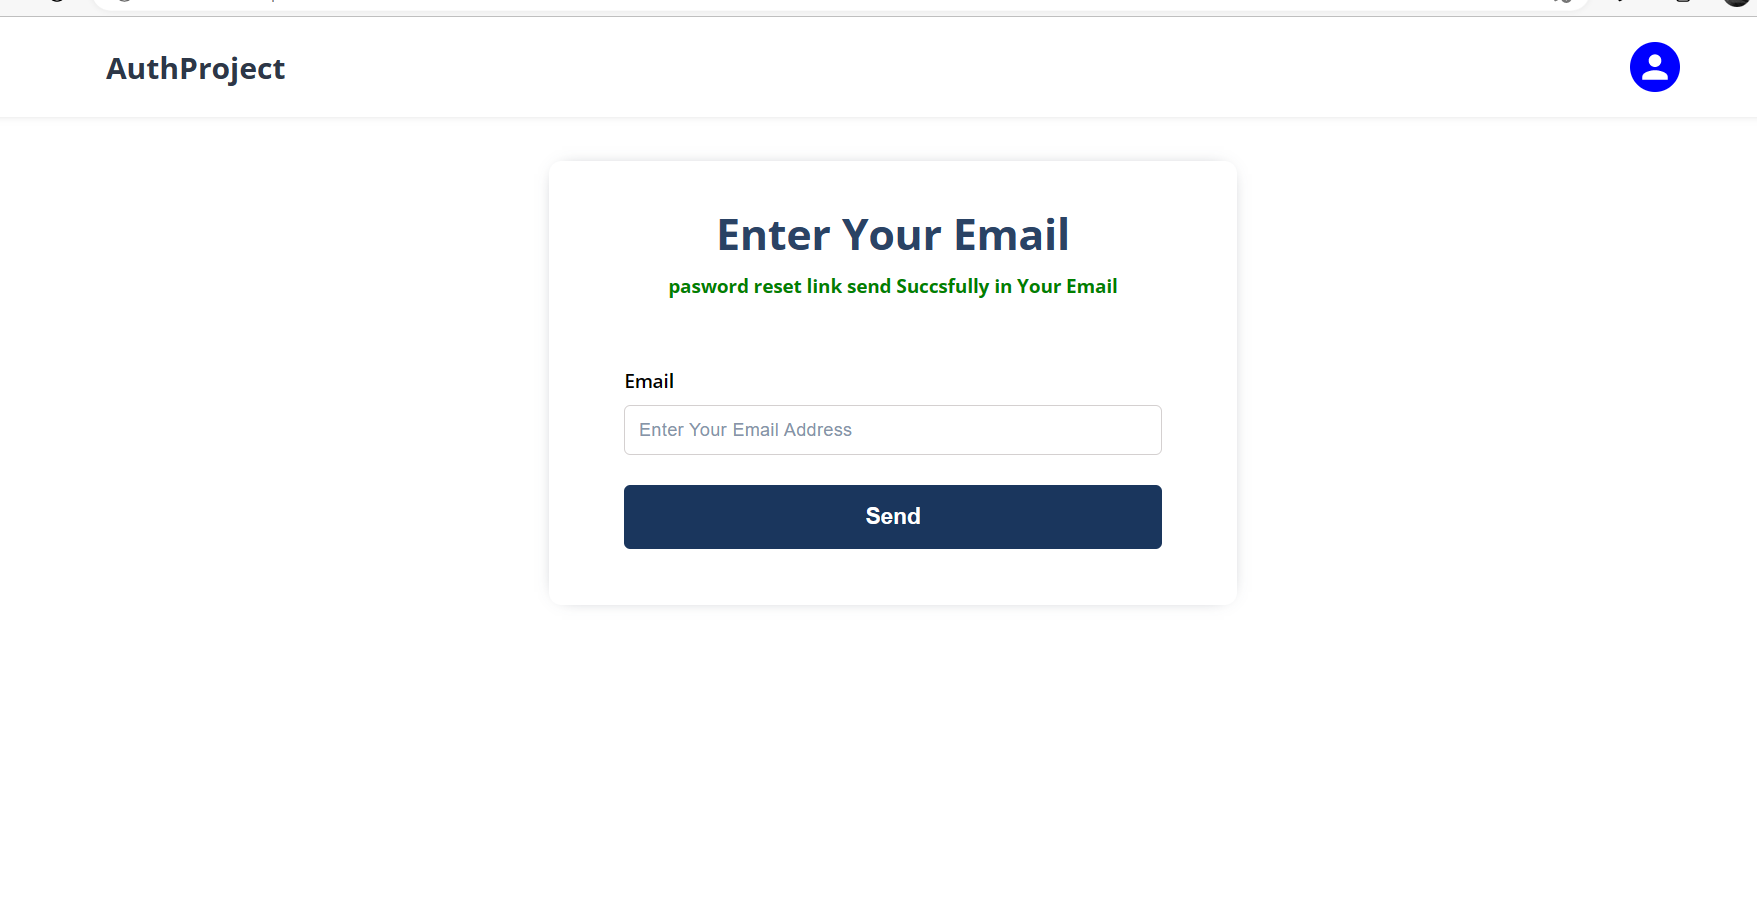 AuthProject
Enter Your Email
pasword reset link send Succsfully in Your Email
Email
Enter Your Email Address
Send